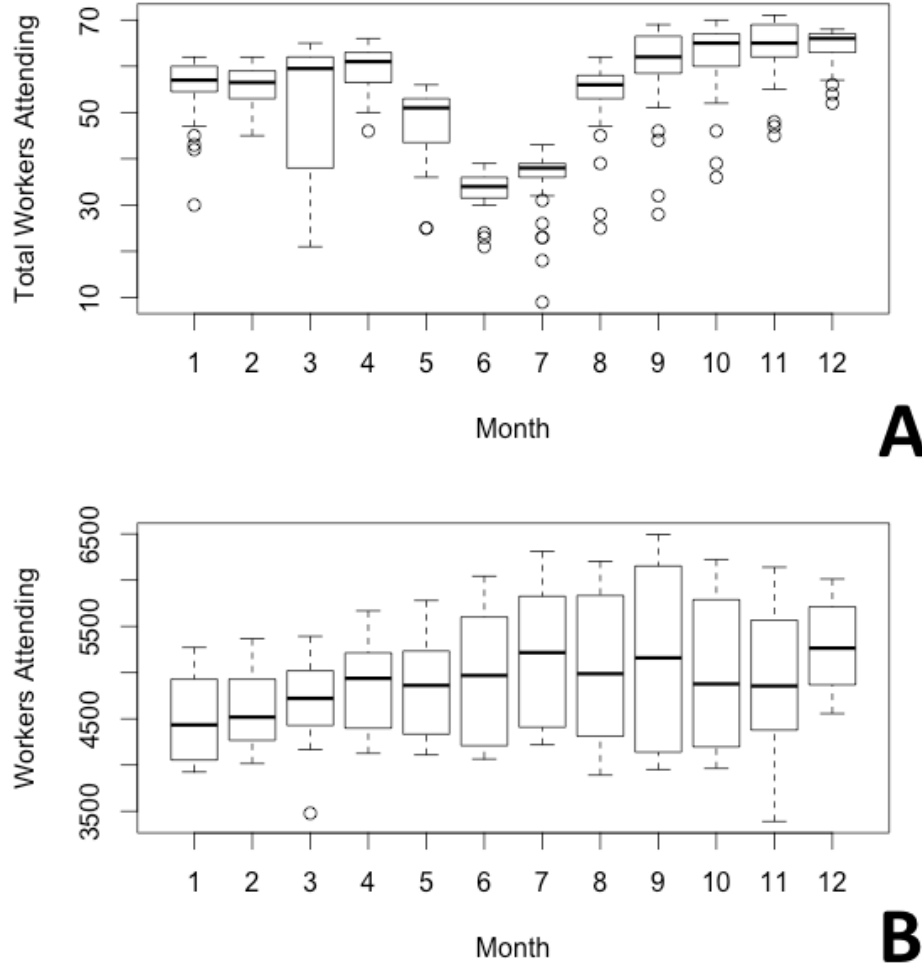 Total Workers Attending
70
50
30
10
1 2 3 4 5 6 7 8 9 10 11 12
Month
A
Workers Attending
6500
5500
4500
3500
1 2 3 4 5 6 7 8 9 10 11 12
Month
B